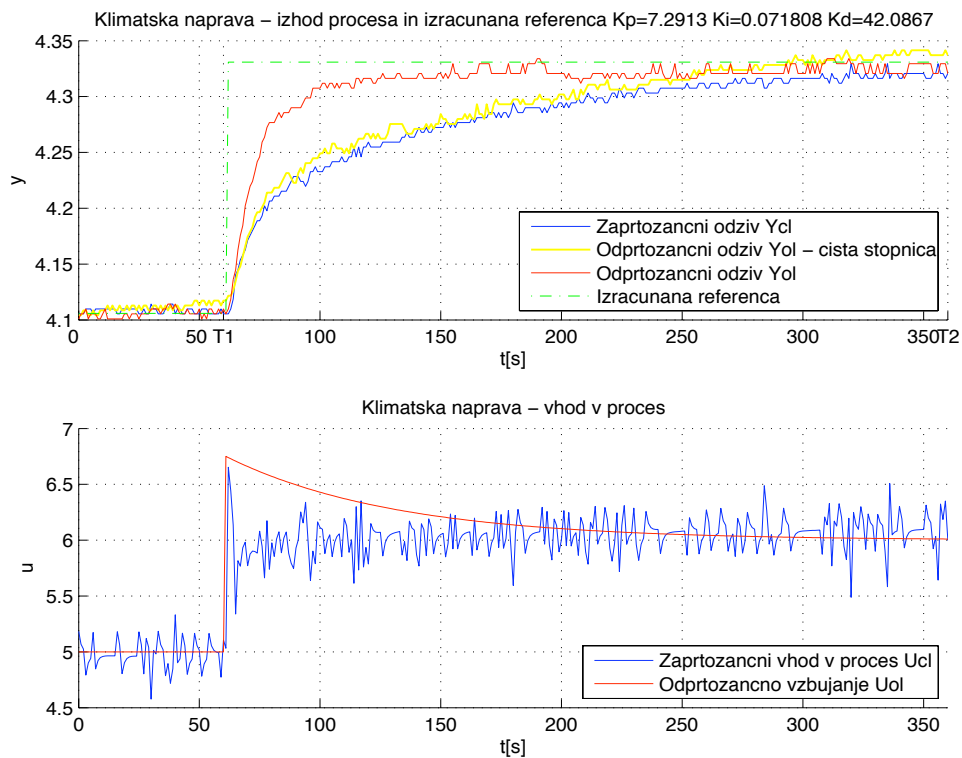 Klimatska naprava – izhod procesa in izracunana referenca Kp=7.2913 Ki=0.071808 Kd=42.0867
4.35
4.3
4.25
y
4.2
4.15
4.1
Zaprtozancni odziv Ycl
Odprtozancni odziv Yol – cista stopnica
Odprtozancni odziv Yol
Izracunana referenca
0 50 T1 100 150 200 250 300 350T2
t[s]
Klimatska naprava – vhod v proces
7
6.5
6
u
5.5
5
4.5
Zaprtozancni vhod v proces Ucl
Odprtozancno vzbujanje Uol
0 50 100 150 200 250 300 350
t[s]